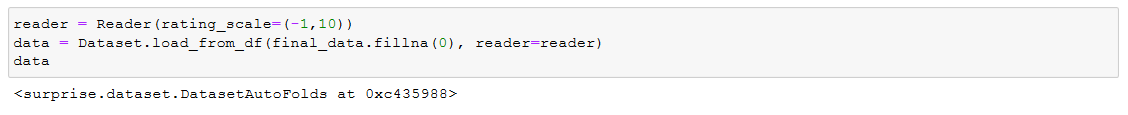 reader = Reader(rating_scale=(-1,10))
data = Dataset.load_from_df(final_data.fillna(0), reader=reader)
data
<surprise.dataset.DatasetAutoFolds at 0xc435988>